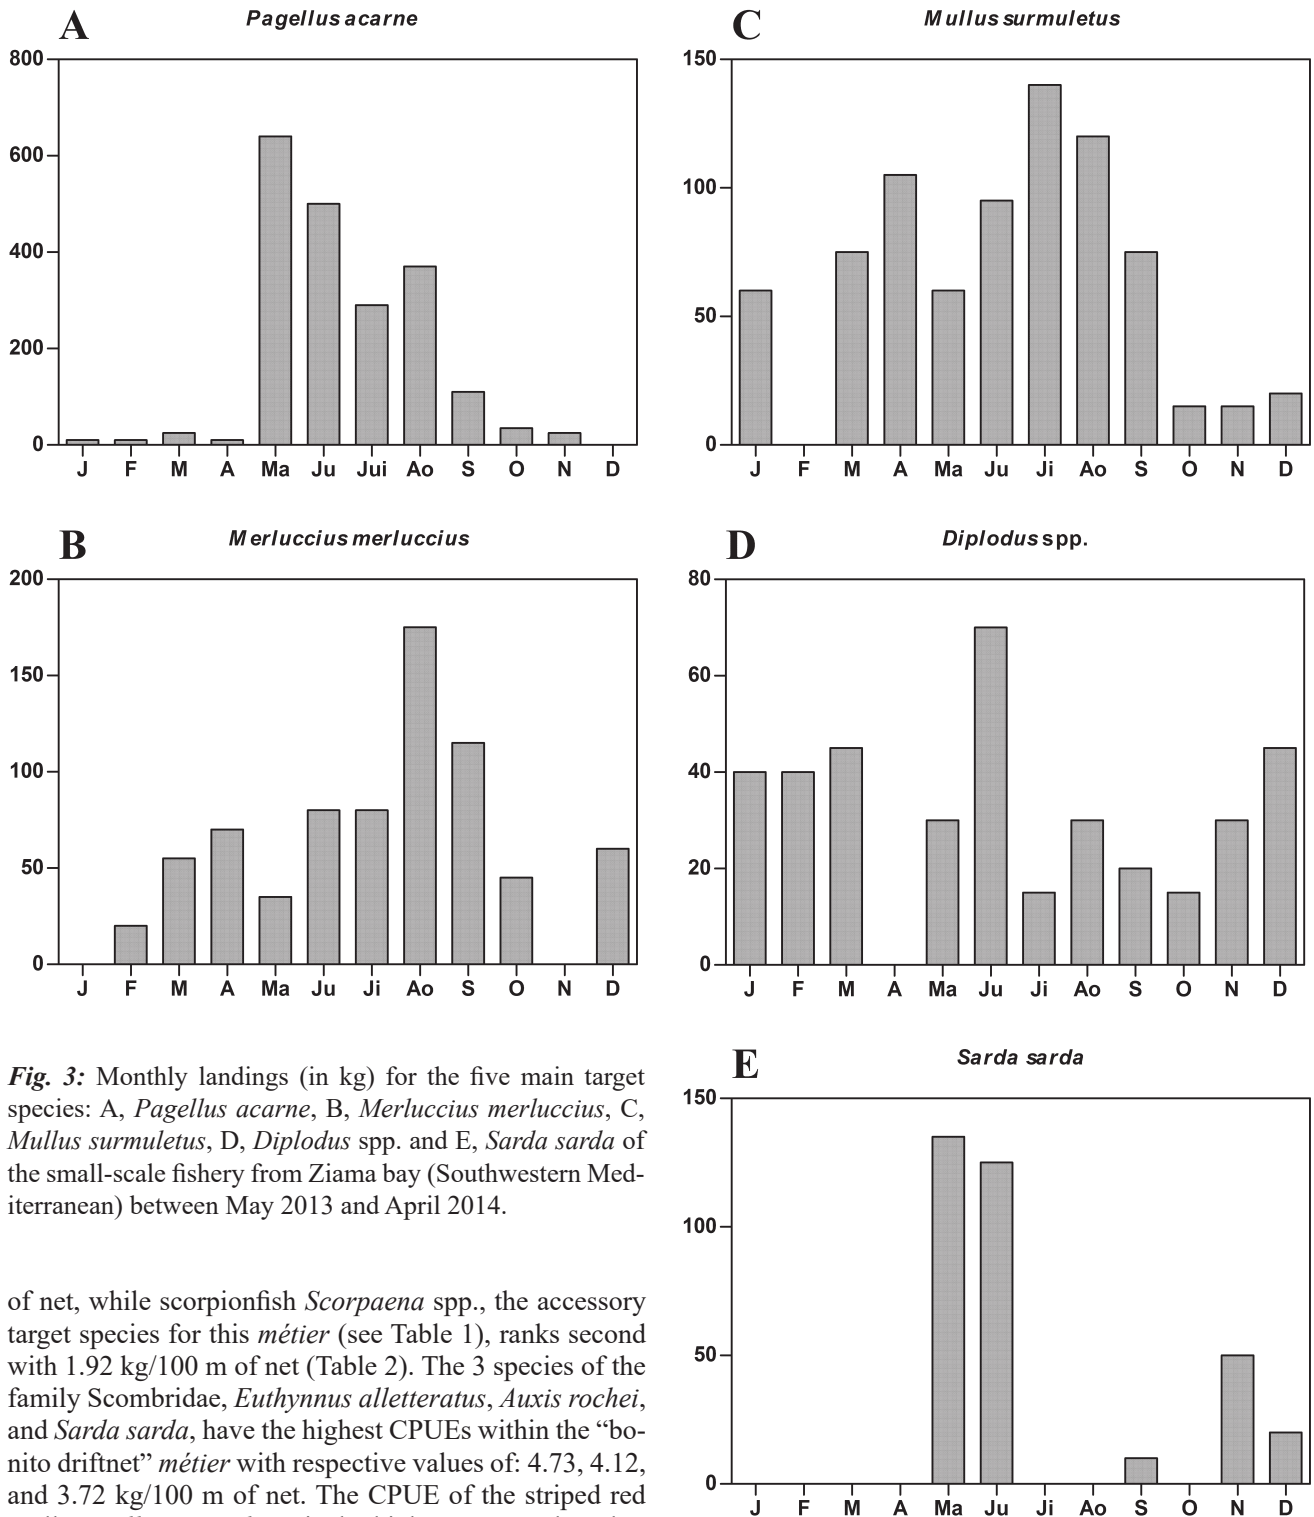 A
Pagellus acarne
800
600
400
200
0
J F M A Ma Ju Jui Ao S O N D
C
Mullus surmuletus
150
100
50
0
J F M A Ma Ju Ji Ao S O N D
B
Merluccius merluccius
200
150
100
50
0
J F M A Ma Ju Ji Ao S O N D
D
Diplodus spp.
80
60
40
20
0
J F M A Ma Ju Ji Ao S O N D
Fig. 3: Monthly landings (in kg) for the five main target
species: A, Pagellus acarne, B, Merluccius merluccius, C,
Mullus surmuletus, D, Diplodus spp. and E, Sarda sarda of
the small-scale fishery from Ziama bay (Southwestern Med-
iterranean) between May 2013 and April 2014.
of net, while scorpionfish Scorpaena spp., the accessory
target species for this métier (see Table 1), ranks second
with 1.92 kg/100 m of net (Table 2). The 3 species of the
family Scombridae, Euthynnus alletteratus, Auxis rochei,
and Sarda sarda, have the highest CPUEs within the “bo-
nito driftnet” métier with respective values of: 4.73, 4.12,
and 3.72 kg/100 m of net. The CPUE of the striped red
E
Sarda sarda
150
100
50
0
J F M A Ma Ju Ji Ao S O N D